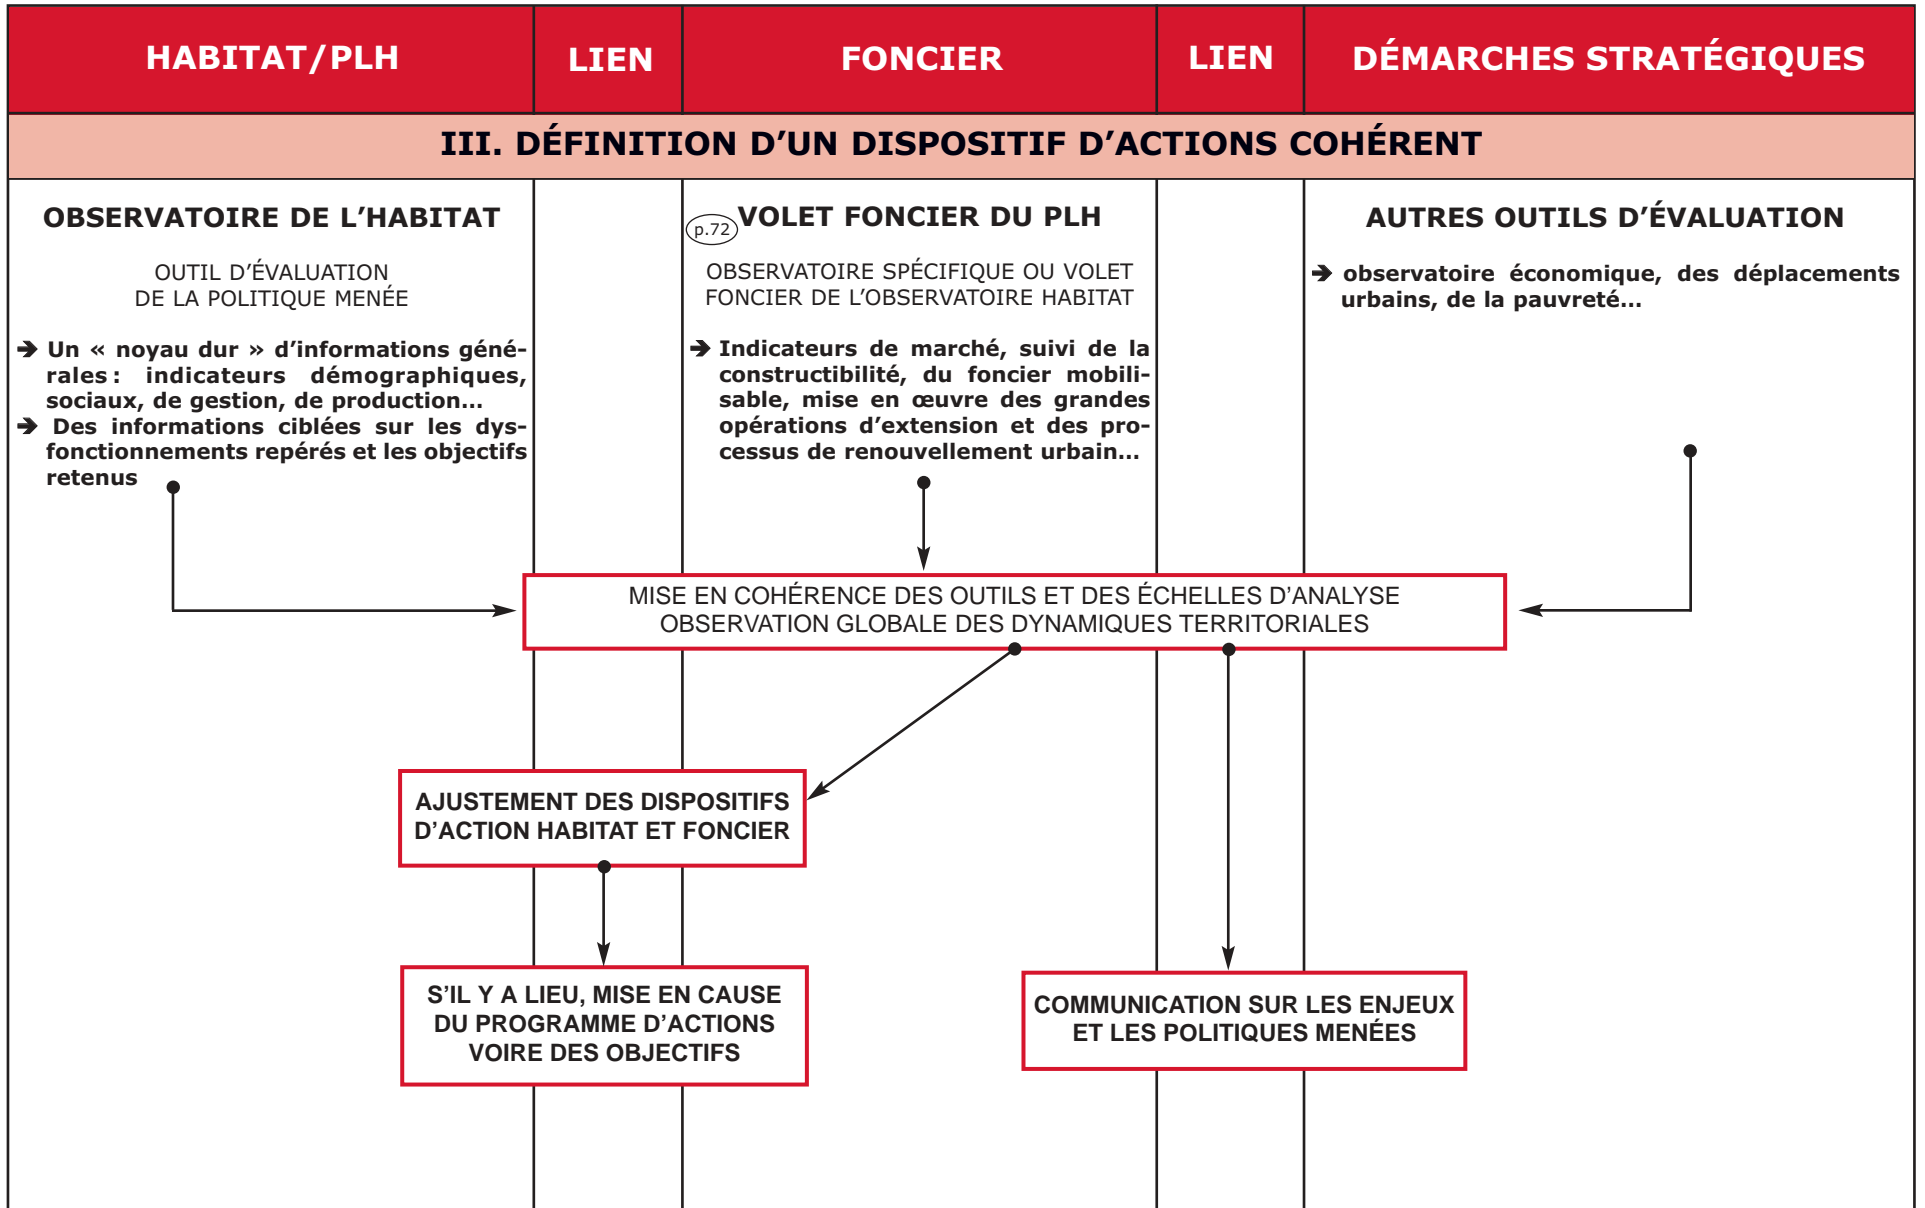 HABITAT/PLH
LIEN
FONCIER
LIEN
DÉMARCHES STRATÉGIQUES
III. DÉFINITION D’UN DISPOSITIF D’ACTIONS COHÉRENT
OBSERVATOIRE DE L’HABITAT
OUTIL D’ÉVALUATION
DE LA POLITIQUE MENÉE
➔ Un « noyau dur » d’informations géné-
rales : indicateurs démographiques,
sociaux, de gestion, de production...
➔ Des informations ciblées sur les dys-
fonctionnements repérés et les objectifs
retenus
p.72
VOLET FONCIER DU PLH
OBSERVATOIRE SPÉCIFIQUE OU VOLET
FONCIER DE L’OBSERVATOIRE HABITAT
➔ Indicateurs de marché, suivi de la
constructibilité, du foncier mobili-
sable, mise en œuvre des grandes
opérations d’extension et des pro-
cessus de renouvellement urbain...
AUTRES OUTILS D’ÉVALUATION
➔ observatoire économique, des déplacements
urbains, de la pauvreté...
MISE EN COHÉRENCE DES OUTILS ET DES ÉCHELLES D’ANALYSE
OBSERVATION GLOBALE DES DYNAMIQUES TERRITORIALES
AJUSTEMENT DES DISPOSITIFS
D’ACTION HABITAT ET FONCIER
S’IL Y A LIEU, MISE EN CAUSE
DU PROGRAMME D’ACTIONS
VOIRE DES OBJECTIFS
COMMUNICATION SUR LES ENJEUX
ET LES POLITIQUES MENÉES